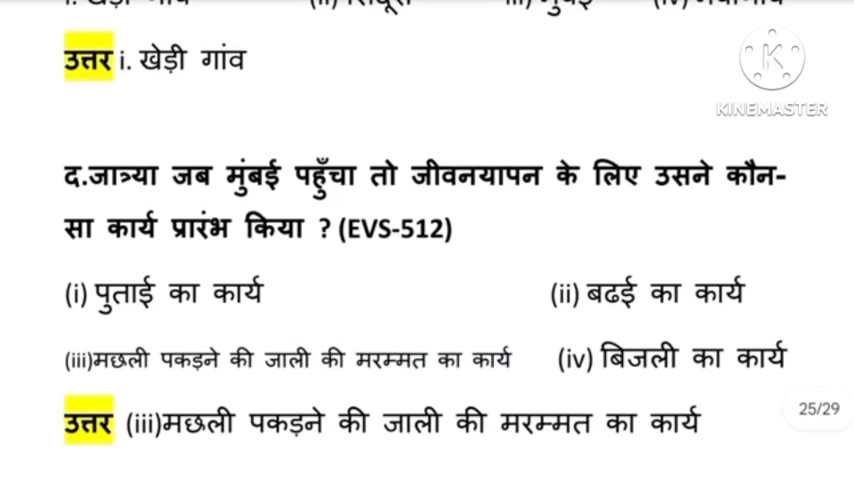 उत्तर i. खेड़ी गांव
KINEMASTER
द.जात्र्या जब मुंबई पहुँचा तो जीवनयापन के लिए उसने कौन-
सा कार्य प्रारंभ किया ? (EVS-512)
(i) पुताई का कार्य (ii) बढई का कार्य
(iii)मछली पकड़ने की जाली की मरम्मत का कार्य (iv) बिजली का कार्य
25/29
उत्तर (iii)मछली पकड़ने की जाली की मरम्मत का कार्य